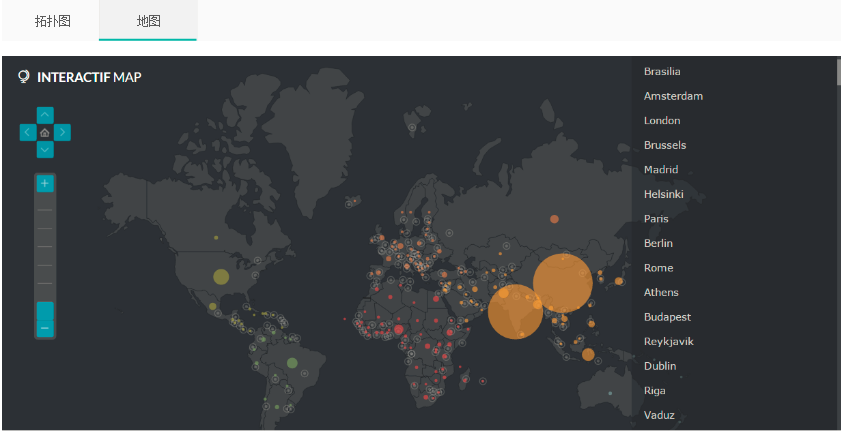 拓扑图
地图
INTERACTIF MAP
Brasilia
Amsterdam
London
Brussels
Madrid
Helsinki
Paris
Berlin
Rome
Athens
Budapest
Reykjavik
Dublin
Riga
Vaduz